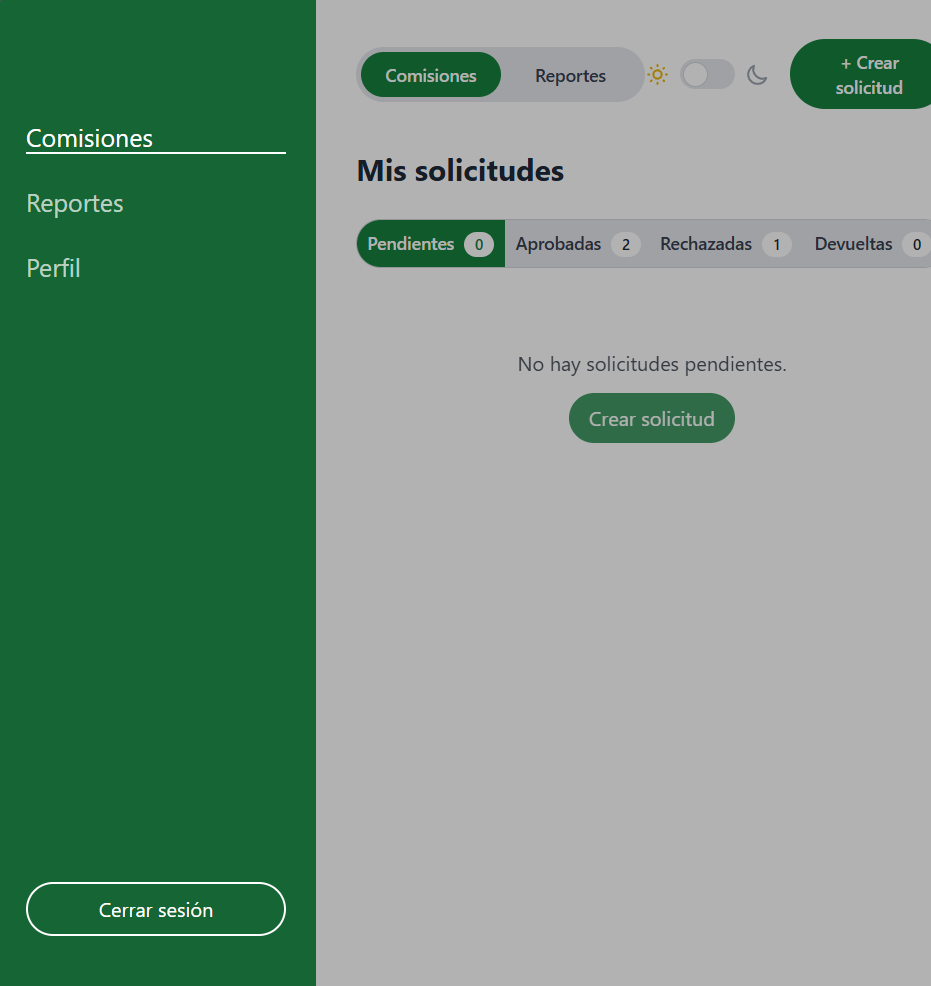 Comisiones
Reportes
Perfil
Cerrar sesión
Comisiones Reportes
+ Crear
solicitud
Mis solicitudes
Pendientes 0 Aprobadas 2 Rechazadas 1 Devueltas 0
No hay solicitudes pendientes.
Crear solicitud